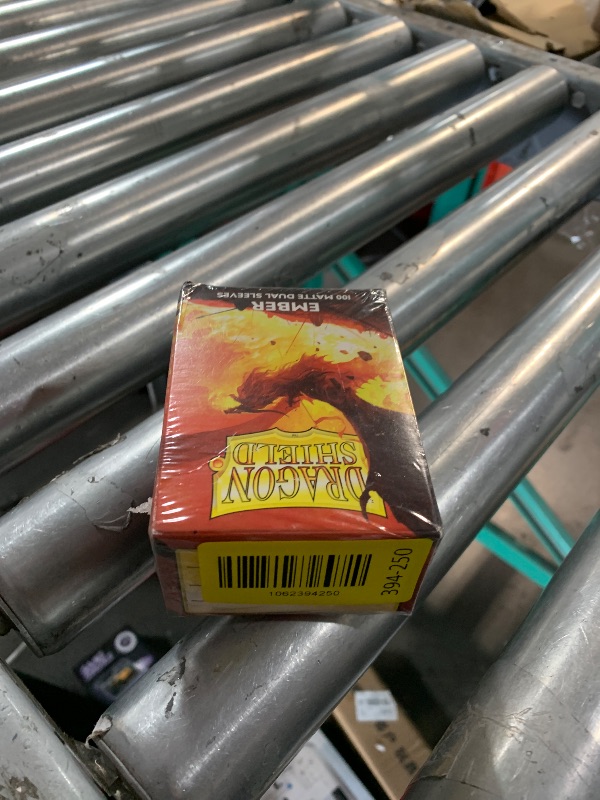 EMBER
100 MATTE DUAL SLEEVES
DRAGON
SHIELD
1062394250
394-250